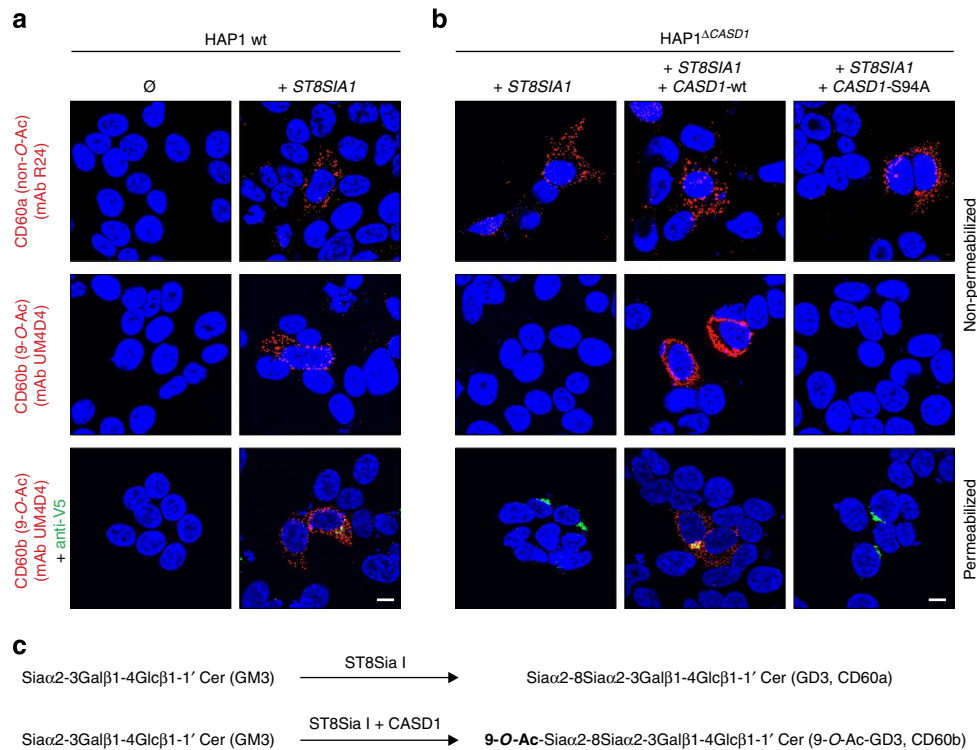 a
HAP1 wt
Ø
+ ST8SIA1
b
HAP1ΔCASD1
+ ST8SIA1
+ ST8SIA1
+ CASD1-wt
+ ST8SIA1
+ CASD1-S94A
CD60a (non-O-Ac)
(mAb R24)
CD60b (9-O-Ac)
(mAb UM4D4)
CD60b (9-O-Ac)
(mAb UM4D4)
+ anti-V5
Non-permeabilized
Permeabilized
c
Siaα2-3Galβ1-4Glcβ1-1′ Cer (GM3)
ST8Sia I
Siaα2-8Siaα2-3Galβ1-4Glcβ1-1′ Cer (GD3, CD60a)
Siaα2-3Galβ1-4Glcβ1-1′ Cer (GM3)
ST8Sia I + CASD1
9-O-Ac-Siaα2-8Siaα2-3Galβ1-4Glcβ1-1′ Cer (9-O-Ac-GD3, CD60b)